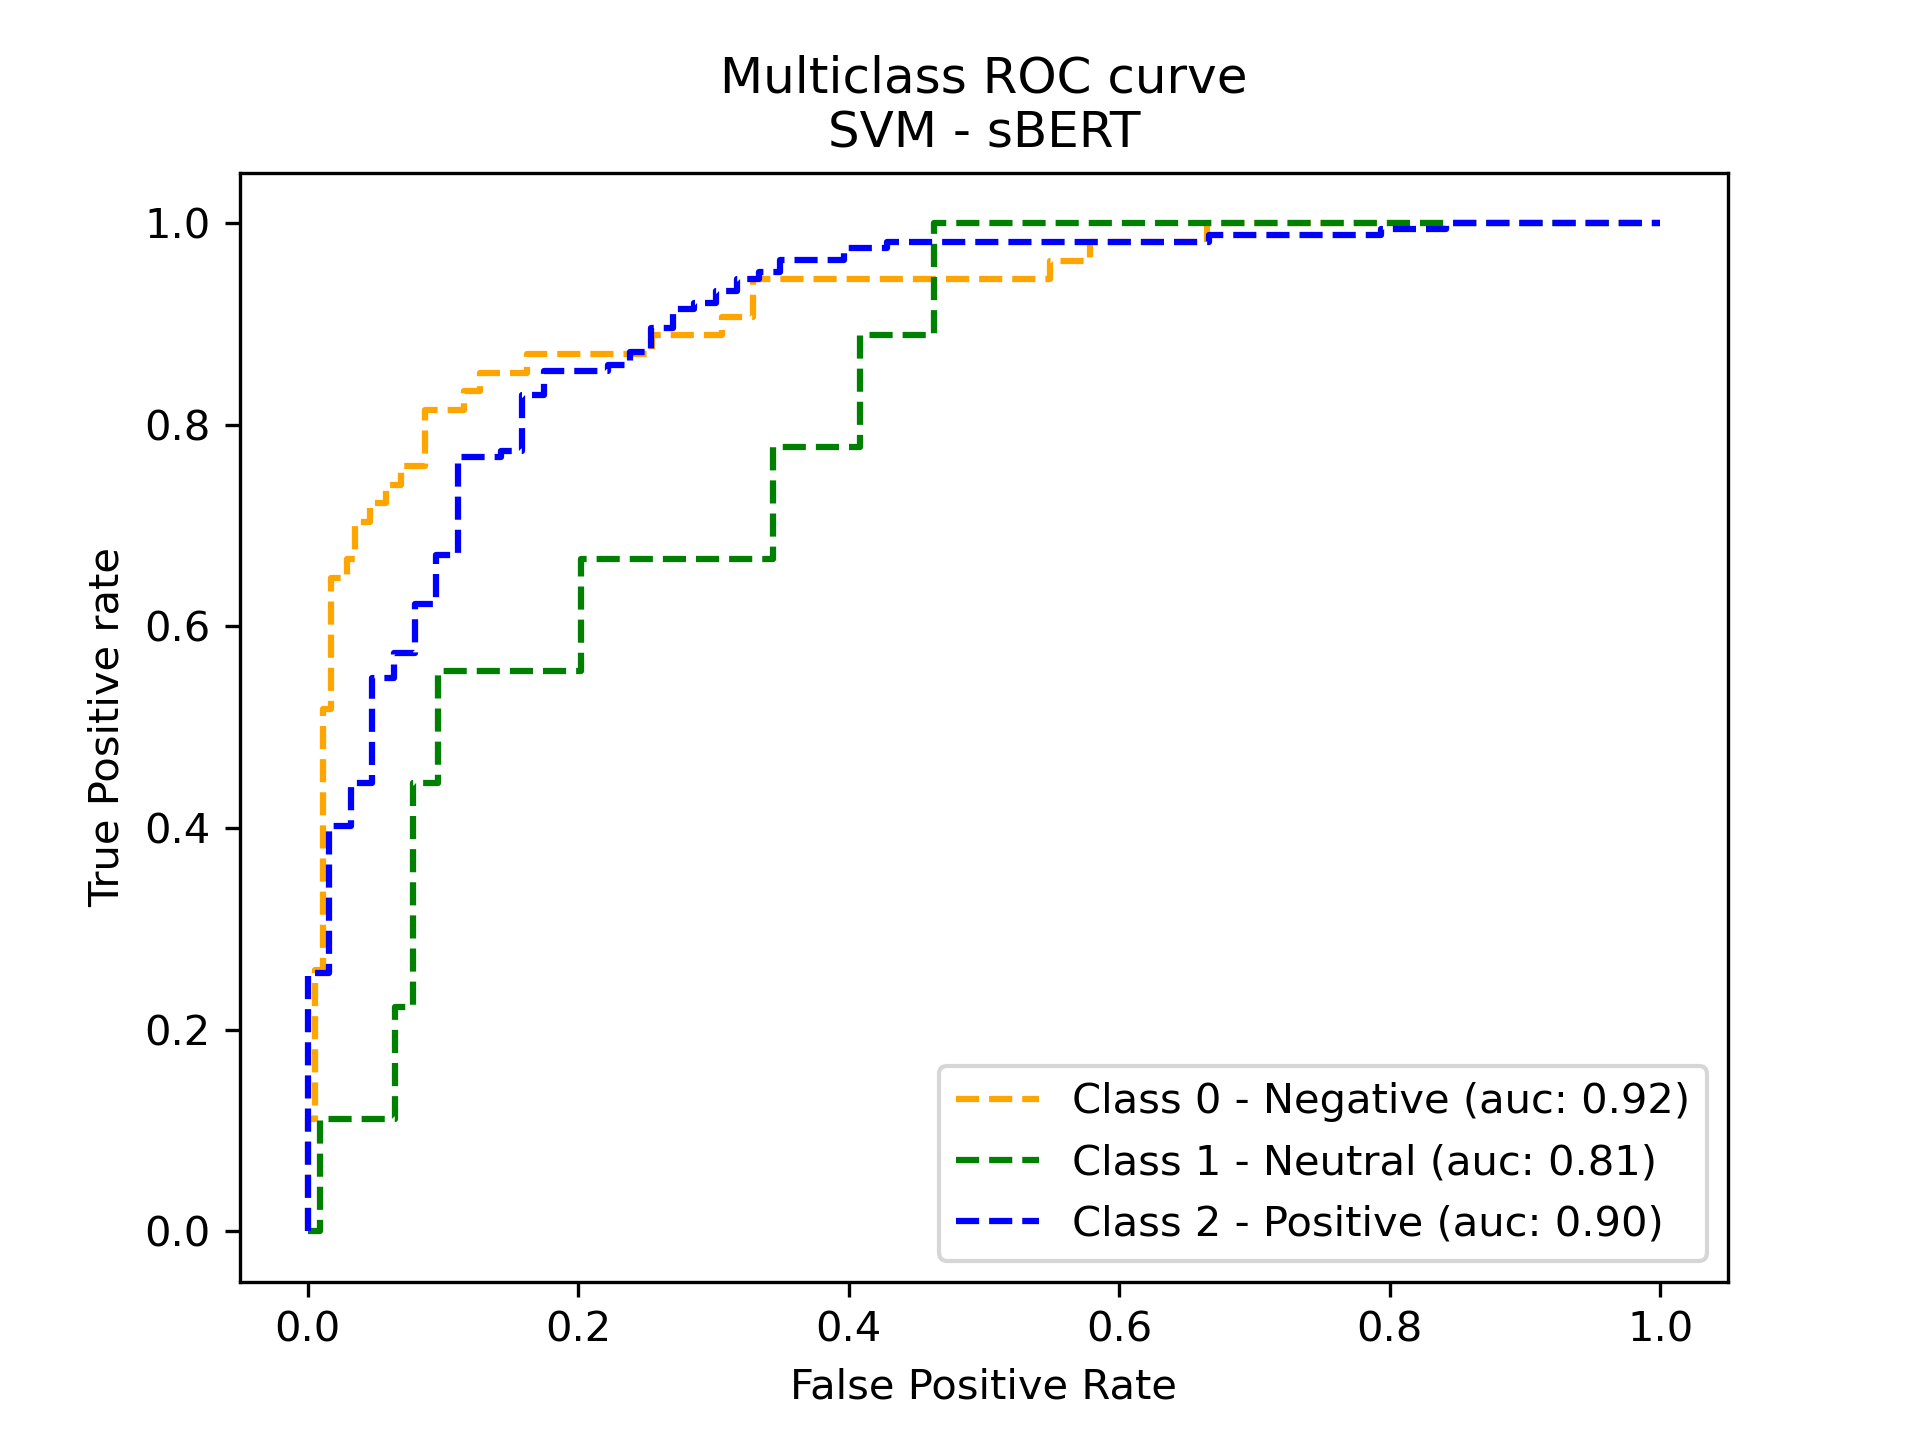 Multiclass ROC curve
SVM - sBERT
True Positive rate
1.0
0.8
0.6
0.4
0.2
0.0
Class 0 - Negative (auc: 0.92)
Class 1 - Neutral (auc: 0.81)
Class 2 - Positive (auc: 0.90)
0.0 0.2 0.4 0.6 0.8 1.0
False Positive Rate